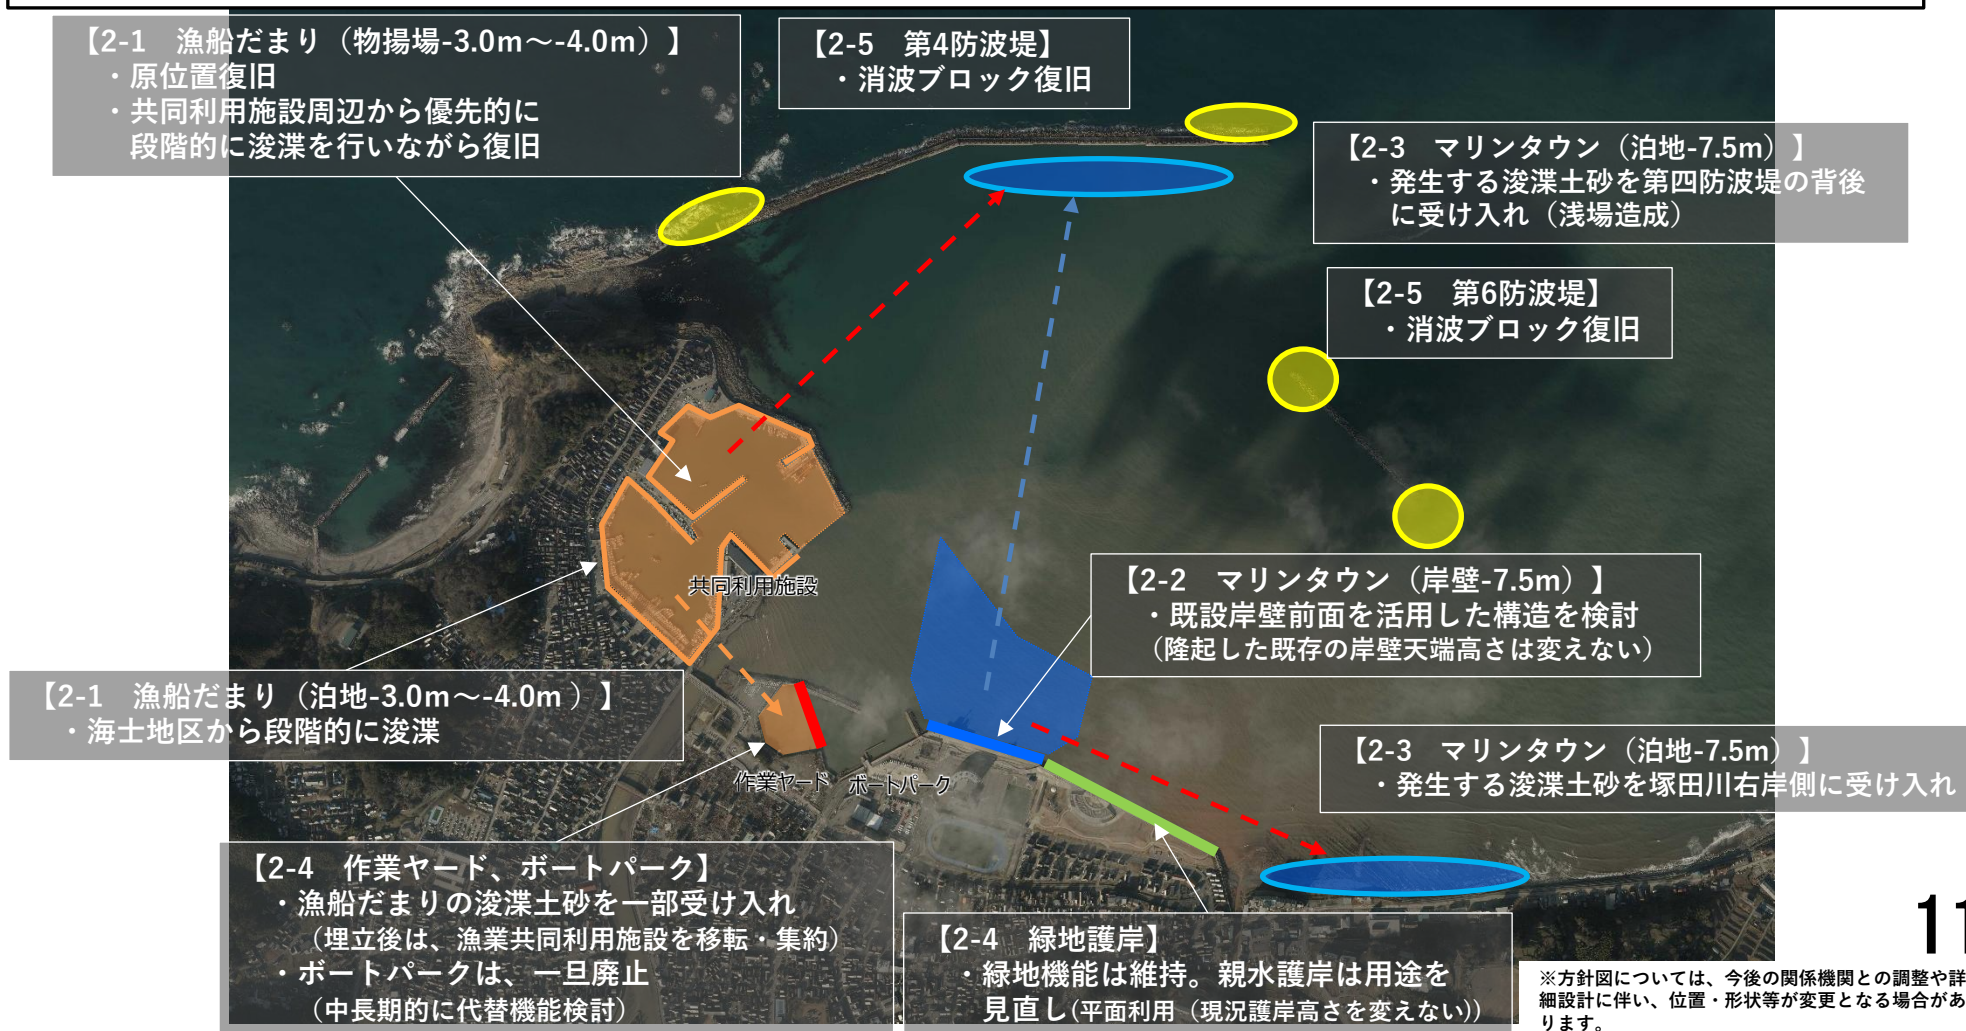 【2-1　漁船だまり（物揚場-3.0m～-4.0m）】
・原位置復旧
・共同利用施設周辺から優先的に
段階的に浚渫を行いながら復旧
【2-5　第4防波堤】
・消波ブロック復旧
【2-3　マリンタウン（泊地-7.5m）】
・発生する浚渫土砂を第四防波堤の背後
に受け入れ（浅場造成）
【2-5　第6防波堤】
・消波ブロック復旧
共同利用施設
【2-2　マリンタウン（岸壁-7.5m）】
・既設岸壁前面を活用した構造を検討
（隆起した既存の岸壁天端高さは変えない）
【2-1　漁船だまり（泊地-3.0m～-4.0m ）】
・海士地区から段階的に浚渫
作業ヤード　ボートパーク
【2-3　マリンタウン（泊地-7.5m）】
・発生する浚渫土砂を塚田川右岸側に受け入れ
【2-4　作業ヤード、ボートパーク】
・漁船だまりの浚渫土砂を一部受け入れ
（埋立後は、漁業共同利用施設を移転・集約）
・ボートパークは、一旦廃止
（中長期的に代替機能検討）
【2-4　緑地護岸】
・緑地機能は維持。親水護岸は用途を
見直し(平面利用（現況護岸高さを変えない）)
11
※方針図については、今後の関係機関との調整や詳
細設計に伴い、位置・形状等が変更となる場合があ
ります。